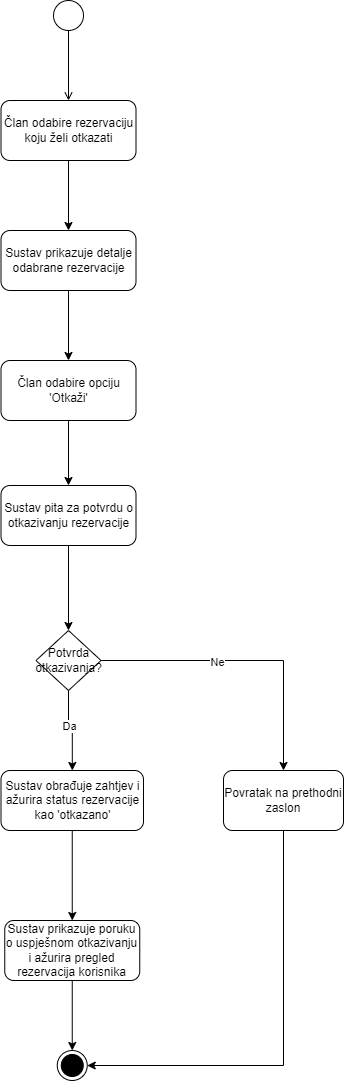 Član odabire rezervaciju
koju želi otkazati
Sustav prikazuje detalje
odabrane rezervacije
Član odabire opciju
'Otkaži'
Sustav pita za potvrdu o
otkazivanju rezervacije
Potvrda
otkazivanja?
Ne
Da
Sustav obrađuje zahtjev i
ažurira status rezervacije
kao 'otkazano'
Povratak na prethodni
zaslon
Sustav prikazuje poruku
o uspješnom otkazivanju
i ažurira pregled
rezervacija korisnika